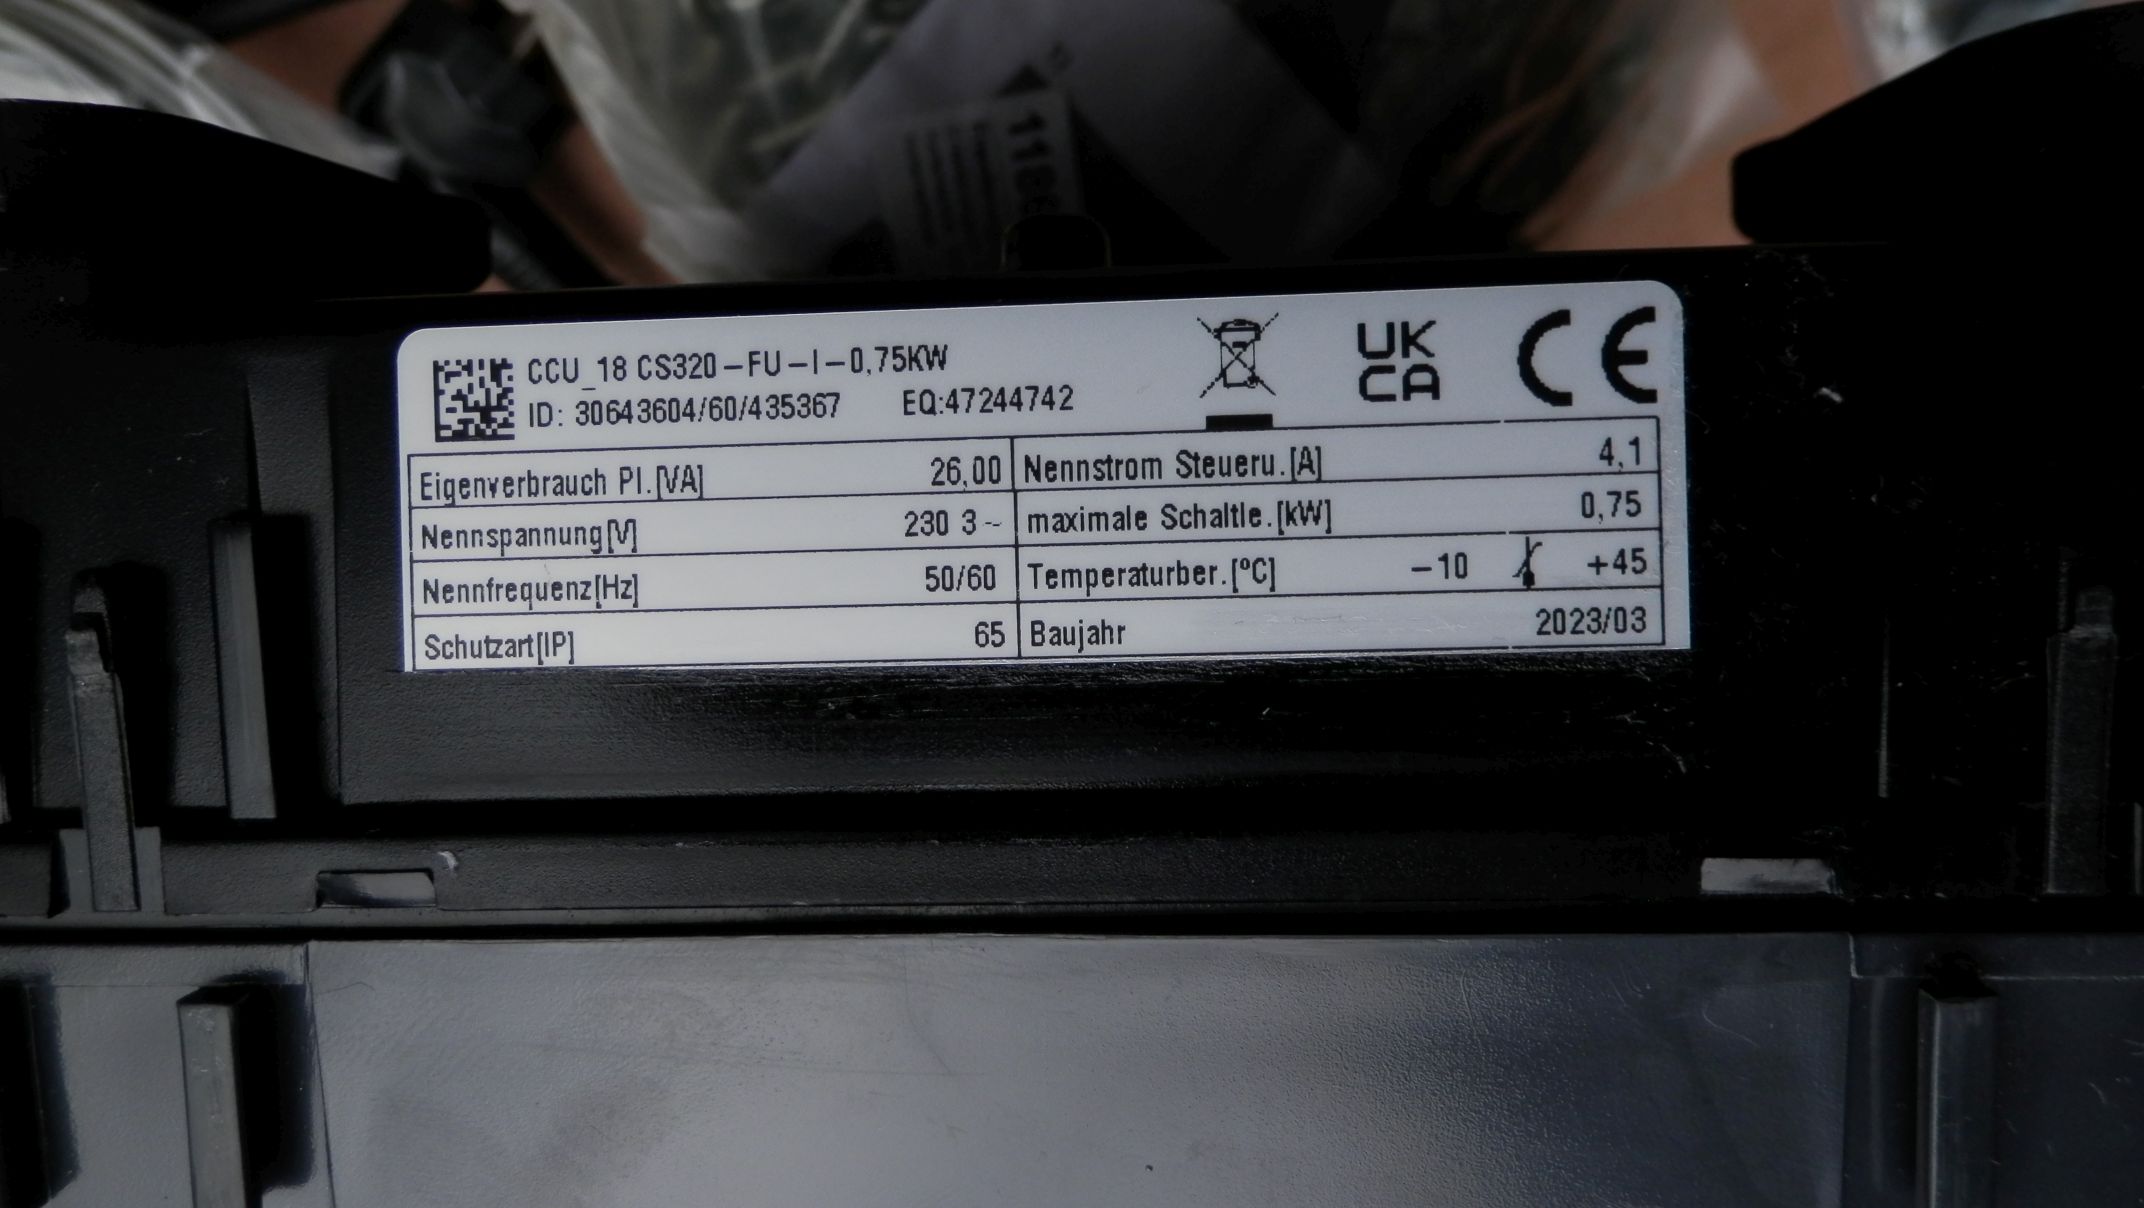 CCU_18 CS320-FU-I-0,75KW
ID: 30643604/60/435367 EQ:47244742
UK
CA
CE
Eigenverbrauch Pl.[VA] 26,00 Nennstrom Steueru.[A] 4,1
Nennspannung[V] 230 3~ maximale Schaltle.[kW] 0,75
Nennfrequenz[Hz] 50/60 Temperaturber.[°C] -10 +45
Schutzart[IP] 65 Baujahr 2023/03